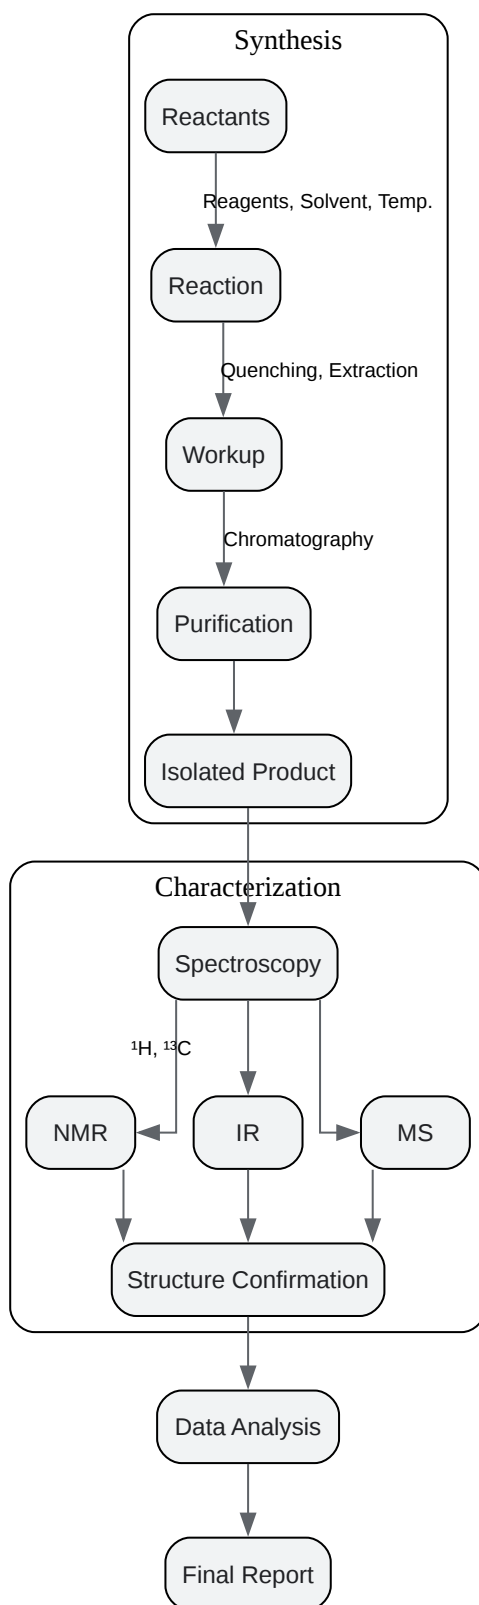 Synthesis
Reactants
Reagents, Solvent, Temp.
Reaction
Quenching, Extraction
Workup
Chromatography
Purification
Isolated Product
Characterization
Spectroscopy
¹H, ¹³C
NMR
IR
MS
Structure Confirmation
Data Analysis
Final Report